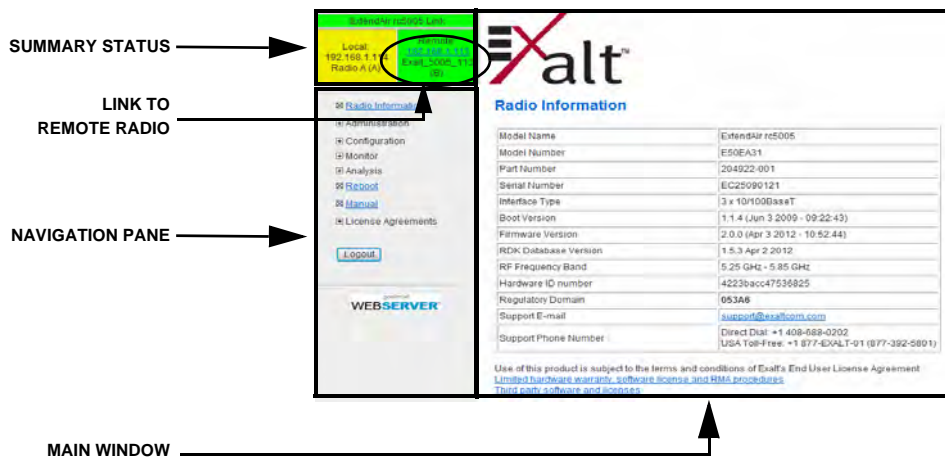 SUMMARY STATUS
LINK TO
REMOTE RADIO
NAVIGATION PANE
MAIN WINDOW
ExtendAir rc5005 Link
Local:
192.168.1.114
Radio A (A)
Remote
192.168.1.113
Exalt_5005_113
(B)
Radio Information
Administration
Configuration
Monitor
Analysis
Reboot
Manual
License Agreements
Logout
WEBSERVER
Exalt™
Radio Information
Model Name ExtendAir rc5005
Model Number E50EA31
Part Number 204922-001
Serial Number EC25090121
Interface Type 3 x 10/100BaseT
Boot Version 1.1.4 (Jun 3 2009 - 09:22:43)
Firmware Version 2.0.0 (Apr 3 2012 - 10:52:44)
RDK Database Version 1.5.3 Apr 2 2012
RF Frequency Band 5.25 GHz - 5.85 GHz
Hardware ID number 4223bacc47536825
Regulatory Domain 053A6
Support E-mail support@exaltcom.com
Support Phone Number Direct Dial: +1 408-688-0202
USA Toll-Free: +1 877-EXALT-01 (877-392-5801)
Use of this product is subject to the terms and conditions of Exalt's End User License Agreement
Limited hardware warranty, software license and RMA procedures
Third party software and licenses